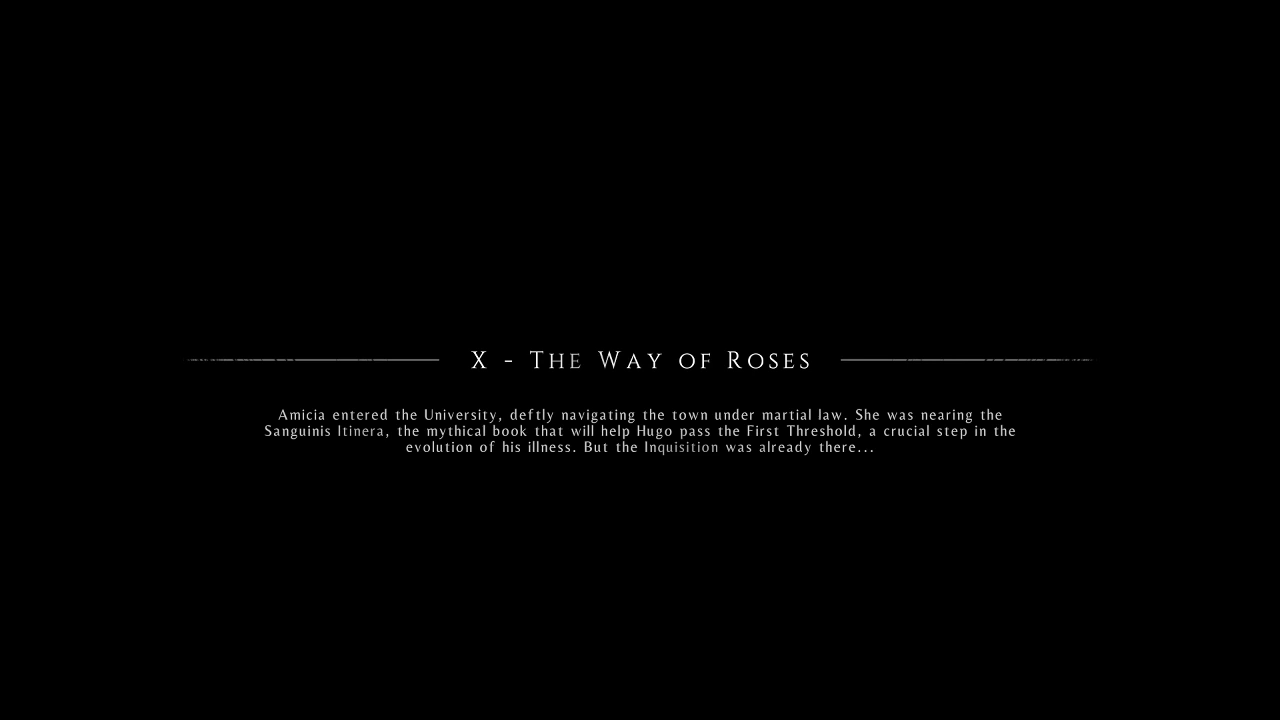 X - The Way of Roses
Amicia entered the University, deftly navigating the town under martial law. She was nearing the
Sanguinis Itinera, the mythical book that will help Hugo pass the First Threshold, a crucial step in the
evolution of his illness. But the Inquisition was already there...